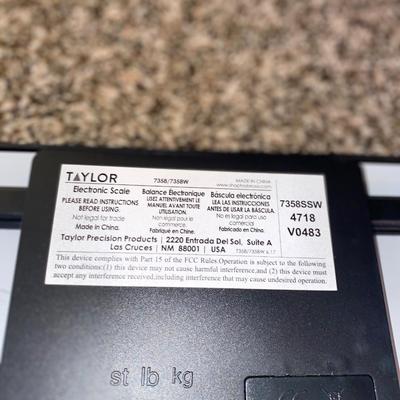 TAYLOR
7358/7358W
MADE IN CHINA
Electronic Scale
PLEASE READ INSTRUCTIONS
BEFORE USING.
Not legal for trade
Made in China.
Balance Électronique
LISEZ ATTENTIVEMENT LE
MANUEL AVANT TOUTE
UTILISATION.
Non legal pour le
commerce.
Fabriqué en Chine.
Báscula electrónica
LEA LAS INSTRUCCIONES
ANTES DE USAR LA BÁSCULA.
No es legal para uso
comercial
Fabricado en China.
7358SSW
4718
V0483
Taylor Precision Products | 2220 Entrada Del Sol, Suite A
Las Cruces | NM 88001 | USA
7358/7358W 6.17
This device complies with Part 15 of the FCC Rules.Operation is subject to the following
two conditions:(1) this device may not cause harmful interference,and (2) this device must
accept any interference received,including interference that may cause undesired operation.
st lb kg